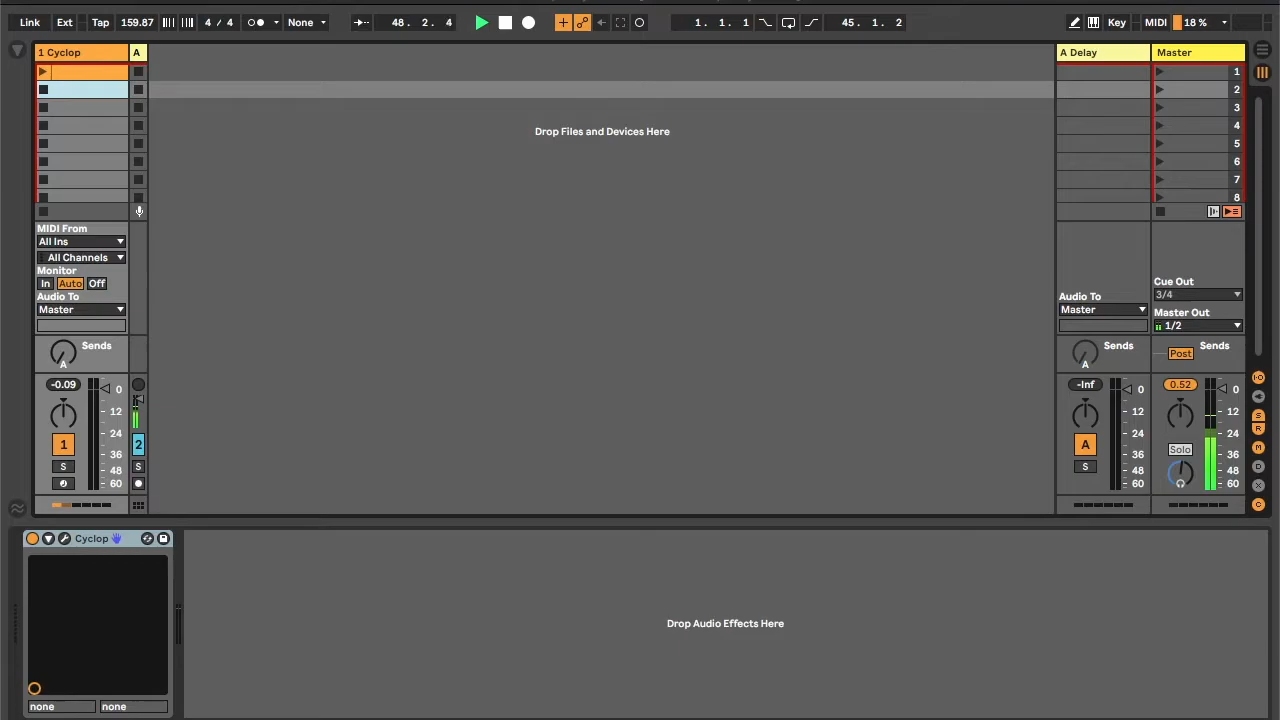 Link Ext Tap 159.87 4 / 4 None 48. 2. 4 1. 1. 1 45. 1. 2 Key MIDI 18 %
1 Cyclop A A Delay Master
1
2
3
Drop Files and Devices Here
4
5
6
7
8
MIDI From
All Ins
All Channels
Monitor
In Auto Off
Audio To
Master
Audio To
Master
Cue Out
3/4
Master Out
1/2
Sends
A
Sends
A
Post Sends
-0.09 0 12 24 36 48 60
1
S
2
S
-Inf 0 12 24 36 48 60
A
S
0.52 0 12 24 36 48 60
Solo
S
R
M
D
X
C
Cyclop
Drop Audio Effects Here
none none